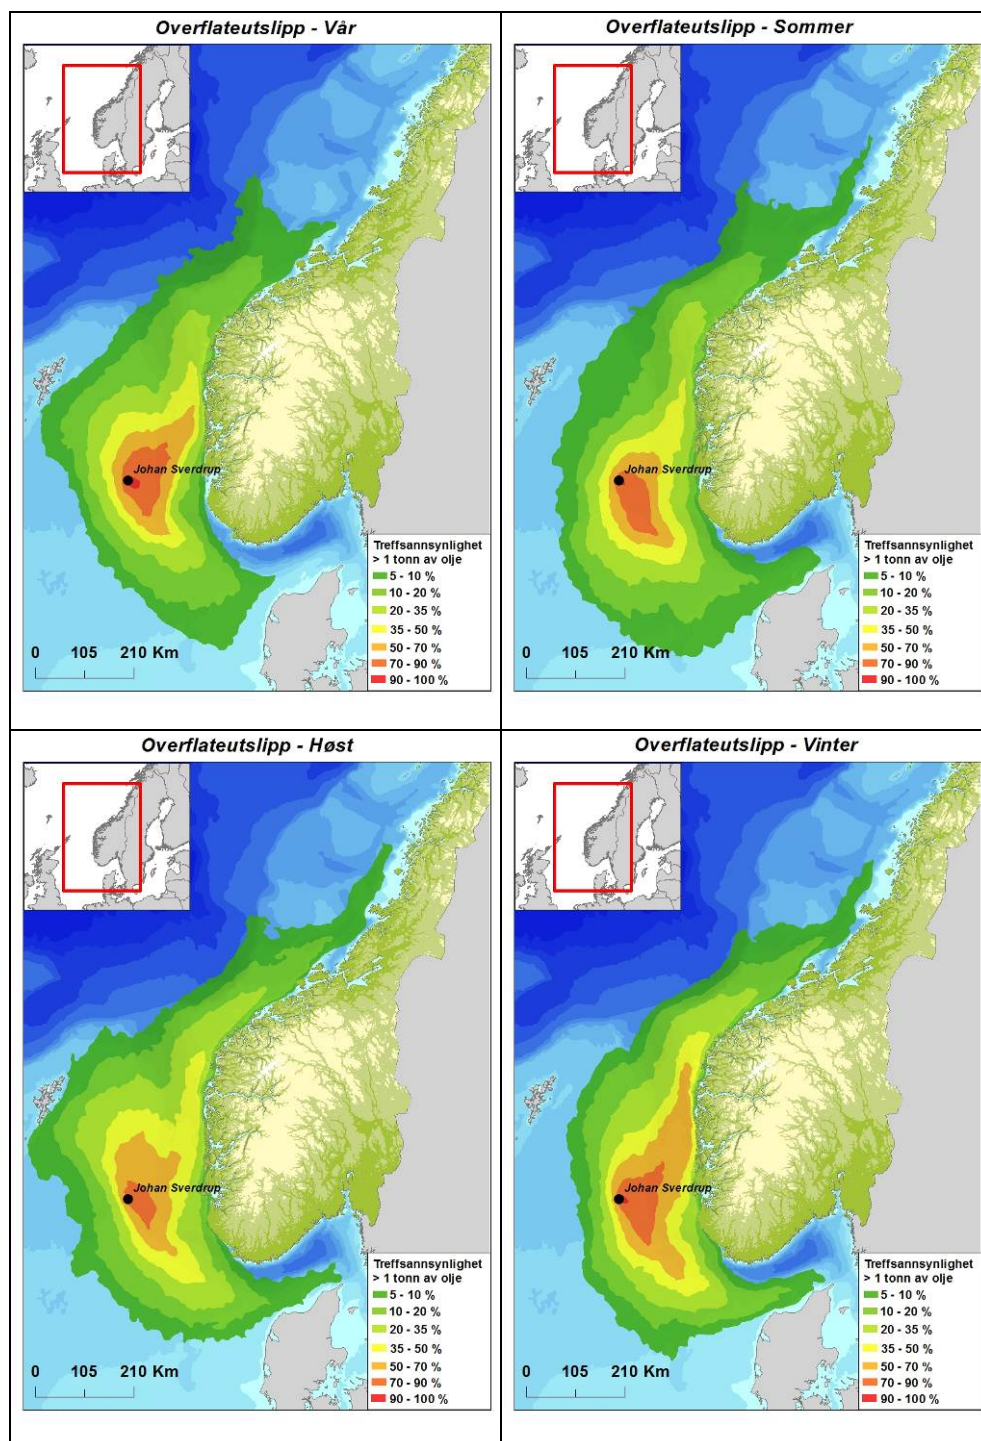 Overflateutslipp - Vår
Johan Sverdrup
Treffsannsynlighet
> 1 tonn av olje
5 - 10 %
10 - 20 %
20 - 35 %
35 - 50 %
50 - 70 %
70 - 90 %
90 - 100 %
0 105 210 Km
Overflateutslipp - Sommer
Johan Sverdrup
Treffsannsynlighet
> 1 tonn av olje
5 - 10 %
10 - 20 %
20 - 35 %
35 - 50 %
50 - 70 %
70 - 90 %
90 - 100 %
0 105 210 Km
Overflateutslipp - Høst
Johan Sverdrup
Treffsannsynlighet
> 1 tonn av olje
5 - 10 %
10 - 20 %
20 - 35 %
35 - 50 %
50 - 70 %
70 - 90 %
90 - 100 %
0 105 210 Km
Overflateutslipp - Vinter
Johan Sverdrup
Treffsannsynlighet
> 1 tonn av olje
5 - 10 %
10 - 20 %
20 - 35 %
35 - 50 %
50 - 70 %
70 - 90 %
90 - 100 %
0 105 210 Km